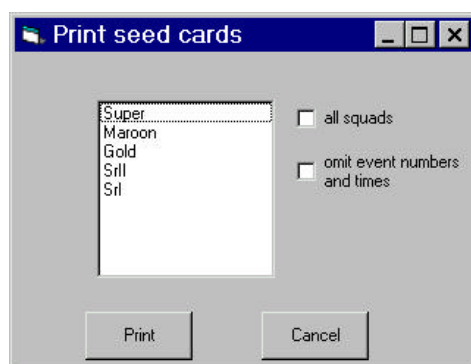 Print seed cards
Super
Maroon
Gold
SrII
SrI
all squads
omit event numbers
and times
Print
Cancel